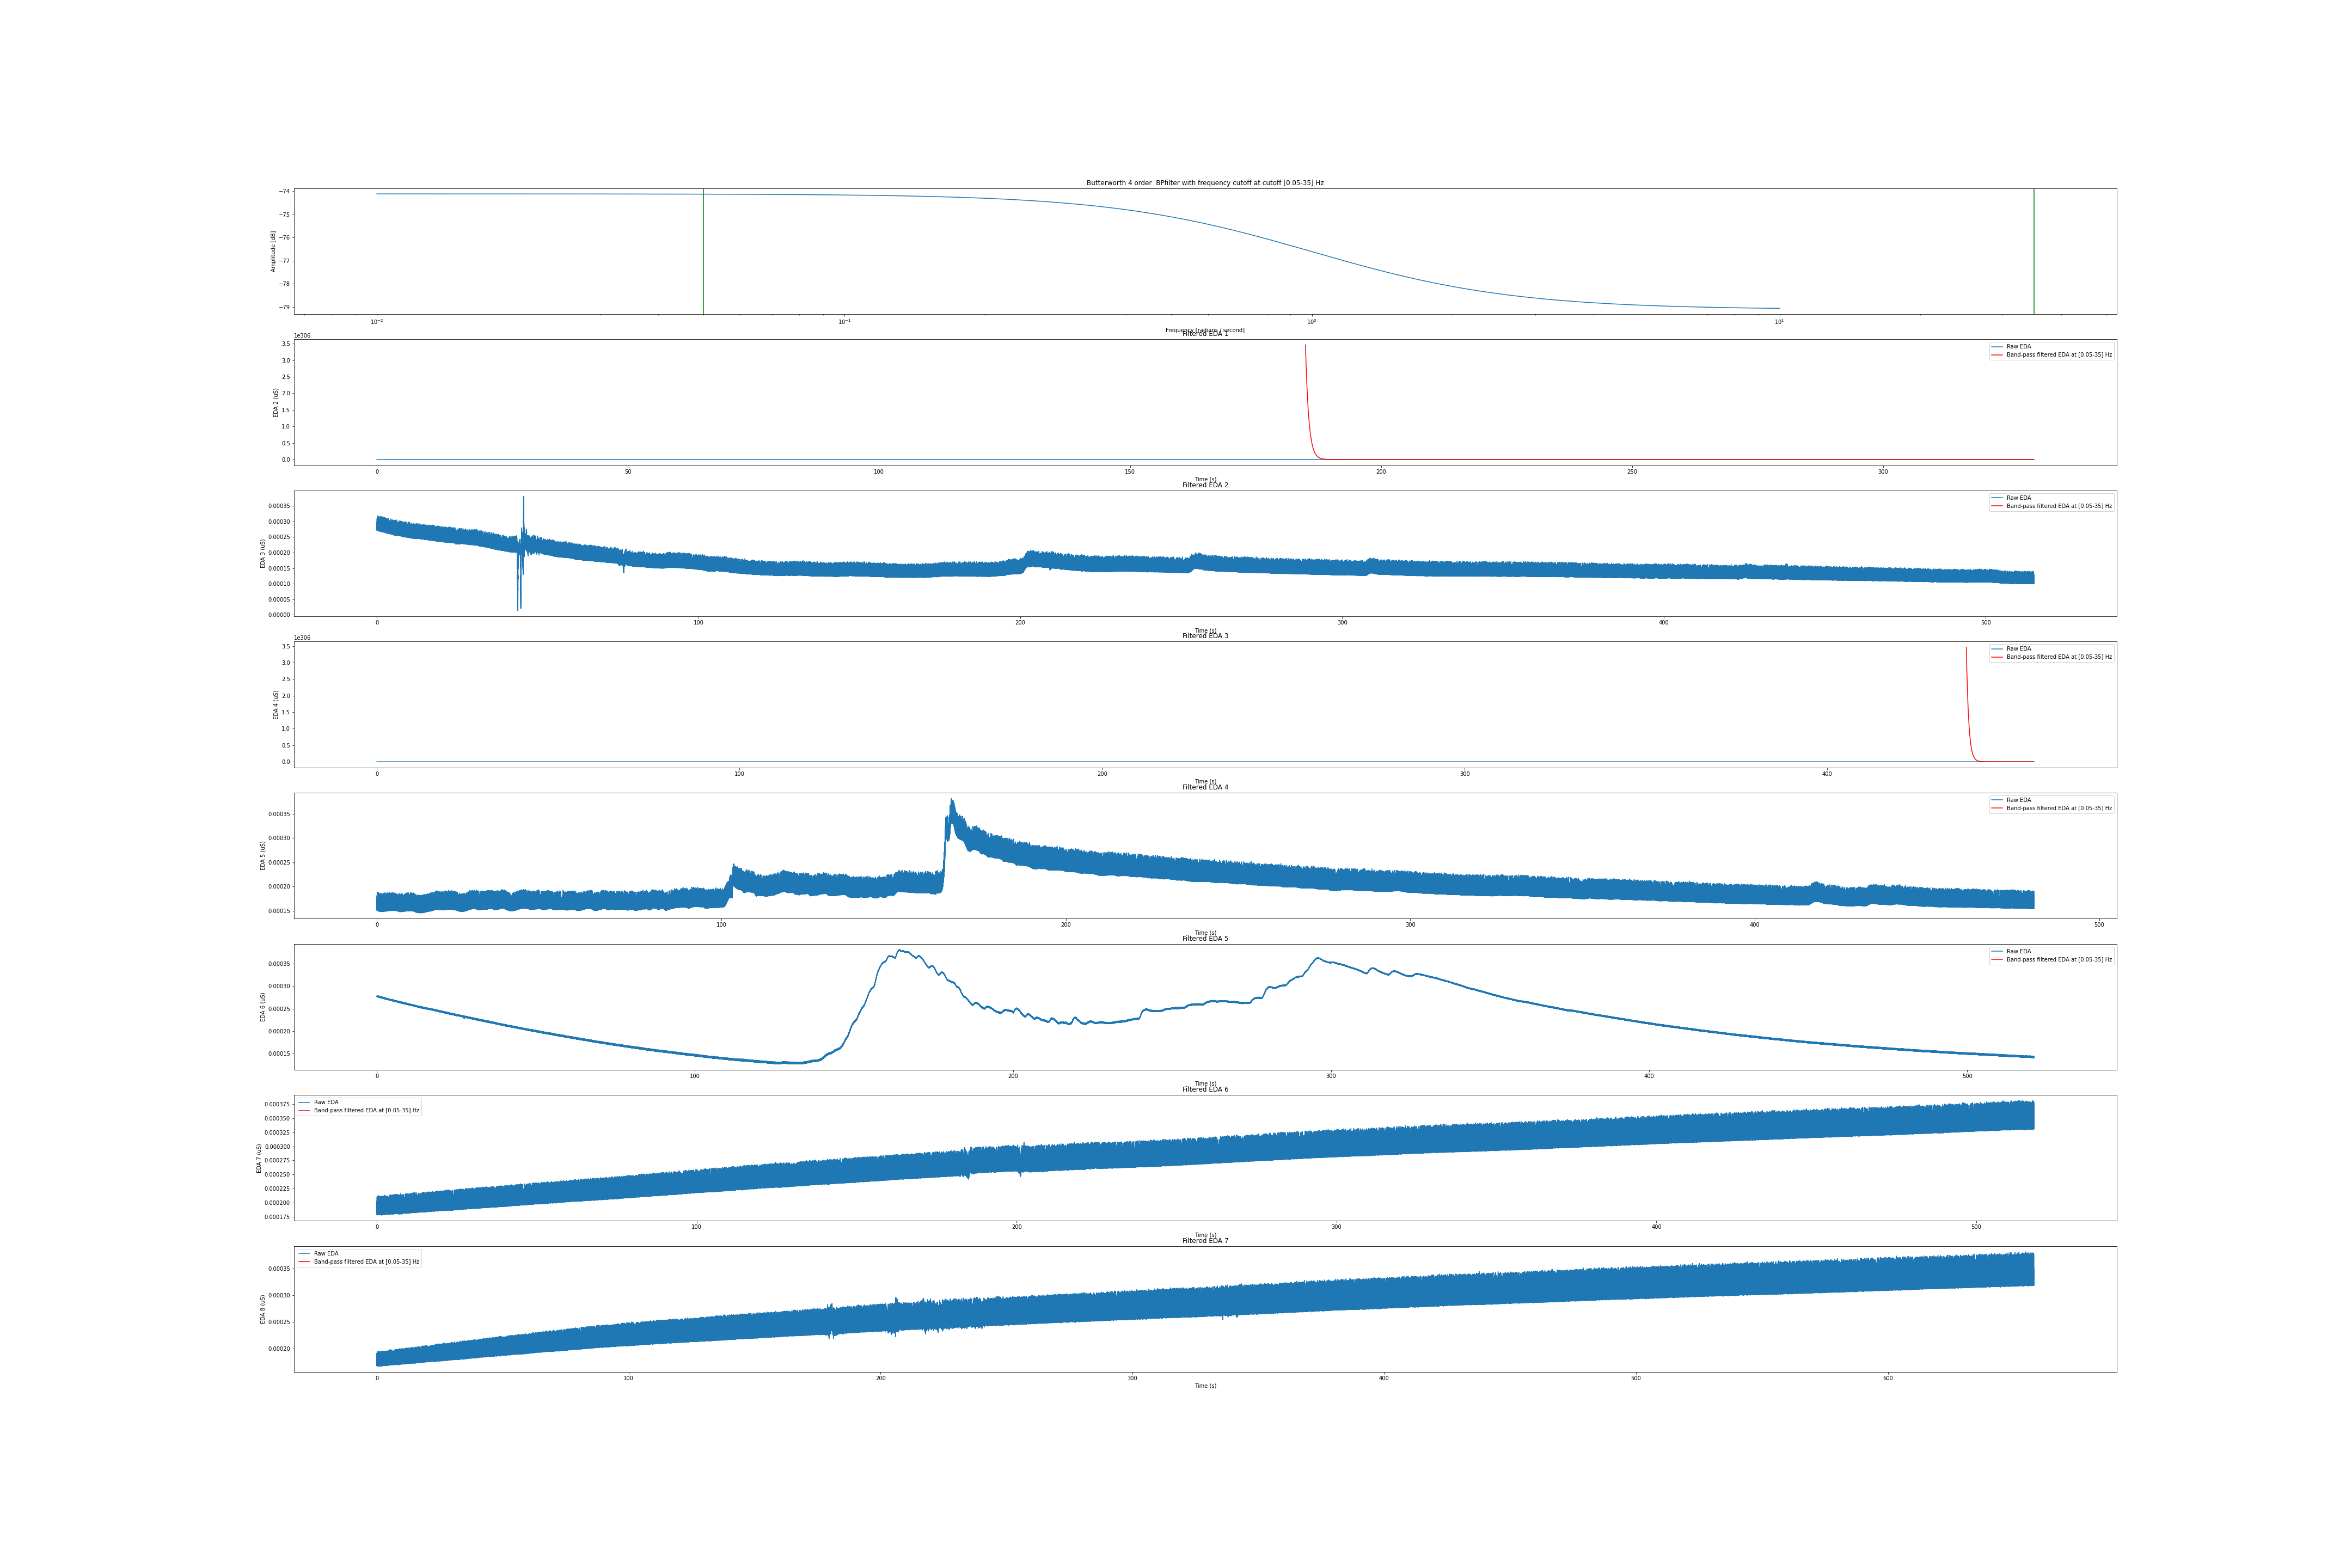 Butterworth 4 order  BPfilter with frequency cutoff at cutoff [0.05-35] Hz
Amplitude [dB]
−74
−75
−76
−77
−78
−79
10⁻² 10⁻¹ 10⁰ 10¹ 10²
Frequency [radians / second]
Filtered EDA 1
1e306
EDA 2 (uS)
3.5
3.0
2.5
2.0
1.5
1.0
0.5
0.0
Raw EDA
Band-pass filtered EDA at [0.05-35] Hz
0 50 100 150 200 250 300
Time (s)
Filtered EDA 2
EDA 3 (uS)
0.00035
0.00030
0.00025
0.00020
0.00015
0.00010
0.00005
0.00000
Raw EDA
Band-pass filtered EDA at [0.05-35] Hz
0 100 200 300 400 500
Time (s)
Filtered EDA 3
1e306
EDA 4 (uS)
3.5
3.0
2.5
2.0
1.5
1.0
0.5
0.0
Raw EDA
Band-pass filtered EDA at [0.05-35] Hz
0 100 200 300 400
Time (s)
Filtered EDA 4
EDA 5 (uS)
0.00035
0.00030
0.00025
0.00020
0.00015
Raw EDA
Band-pass filtered EDA at [0.05-35] Hz
0 100 200 300 400 500
Time (s)
Filtered EDA 5
EDA 6 (uS)
0.00035
0.00030
0.00025
0.00020
0.00015
Raw EDA
Band-pass filtered EDA at [0.05-35] Hz
0 100 200 300 400 500
Time (s)
Filtered EDA 6
EDA 7 (uS)
0.000375
0.000350
0.000325
0.000300
0.000275
0.000250
0.000225
0.000200
0.000175
Raw EDA
Band-pass filtered EDA at [0.05-35] Hz
0 100 200 300 400 500
Time (s)
Filtered EDA 7
EDA 8 (uS)
0.00035
0.00030
0.00025
0.00020
Raw EDA
Band-pass filtered EDA at [0.05-35] Hz
0 100 200 300 400 500 600
Time (s)